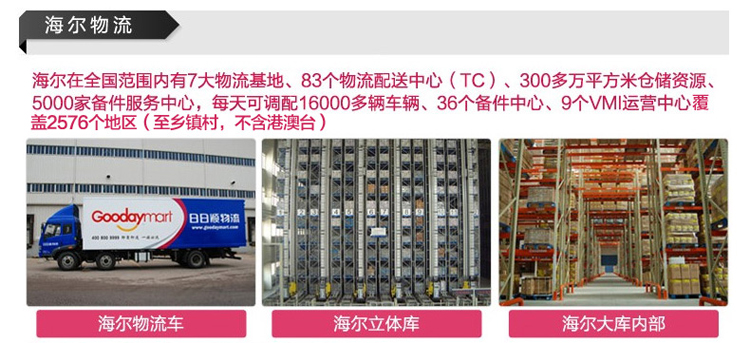 海尔物流
海尔在全国范围内有7大物流基地、83个物流配送中心（TC）、300多万平方米仓储资源、
5000家备件服务中心，每天可调配16000多辆车辆、36个备件中心、9个VMI运营中心覆
盖2576个地区（至乡镇村，不含港澳台）
Goodaymart 日日顺物流
www.goodaymart.com
海尔物流车
海尔立体库
海尔大库内部